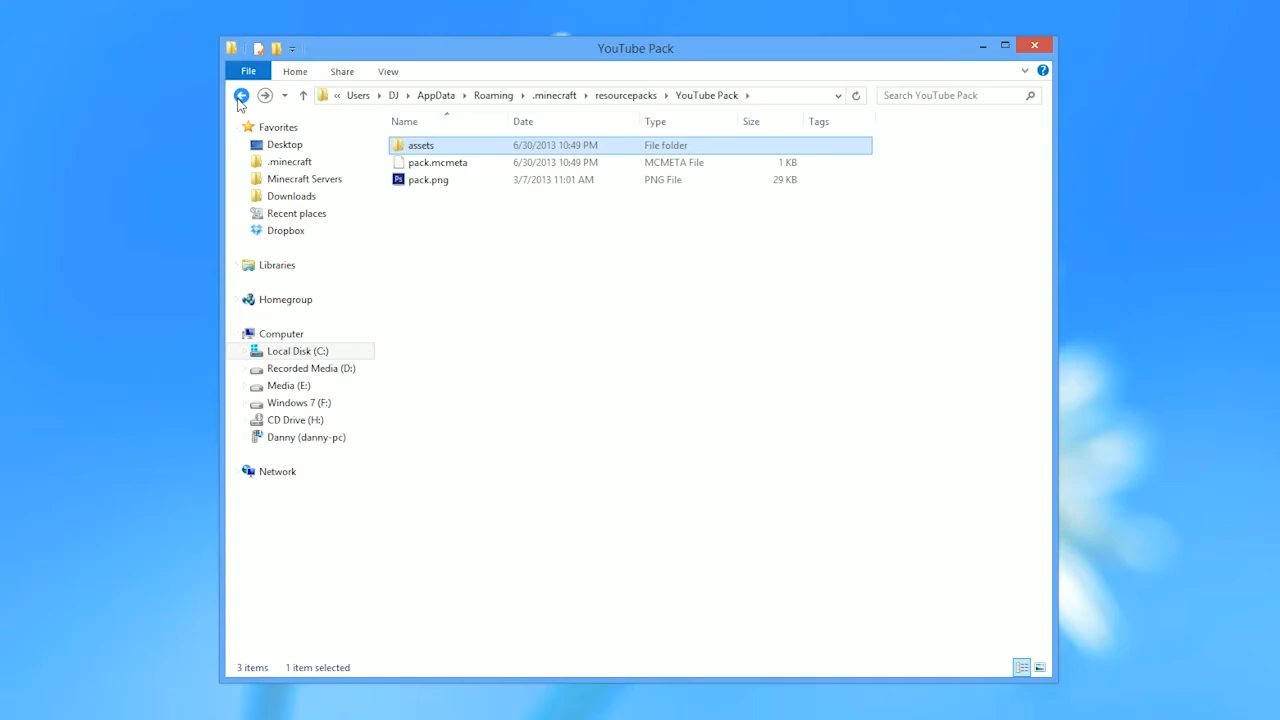 YouTube Pack
File Home Share View
« Users DJ AppData Roaming .minecraft resourcepacks YouTube Pack Search YouTube Pack
Name Date Type Size Tags
Favorites
Desktop
.minecraft
Minecraft Servers
Downloads
Recent places
Dropbox
Libraries
Homegroup
Computer
Local Disk (C:)
Recorded Media (D:)
Media (E:)
Windows 7 (F:)
CD Drive (H:)
Danny (danny-pc)
Network
assets 6/30/2013 10:49 PM File folder
pack.mcmeta 6/30/2013 10:49 PM MCMETA File 1 KB
Ps pack.png 3/7/2013 11:01 AM PNG File 29 KB
3 items 1 item selected